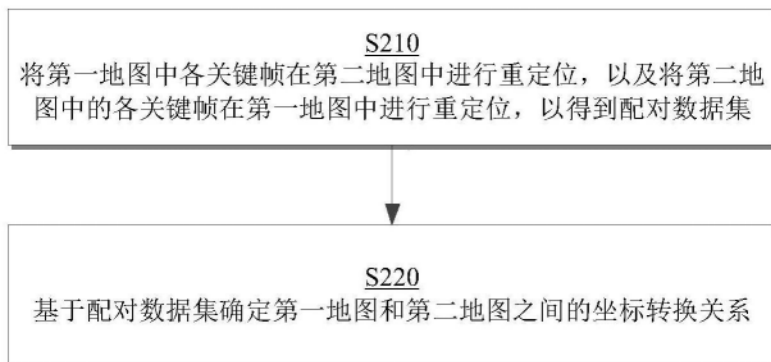 S210
将第一地图中各关键帧在第二地图中进行重定位，以及将第二地
图中的各关键帧在第一地图中进行重定位，以得到配对数据集
S220
基于配对数据集确定第一地图和第二地图之间的坐标转换关系